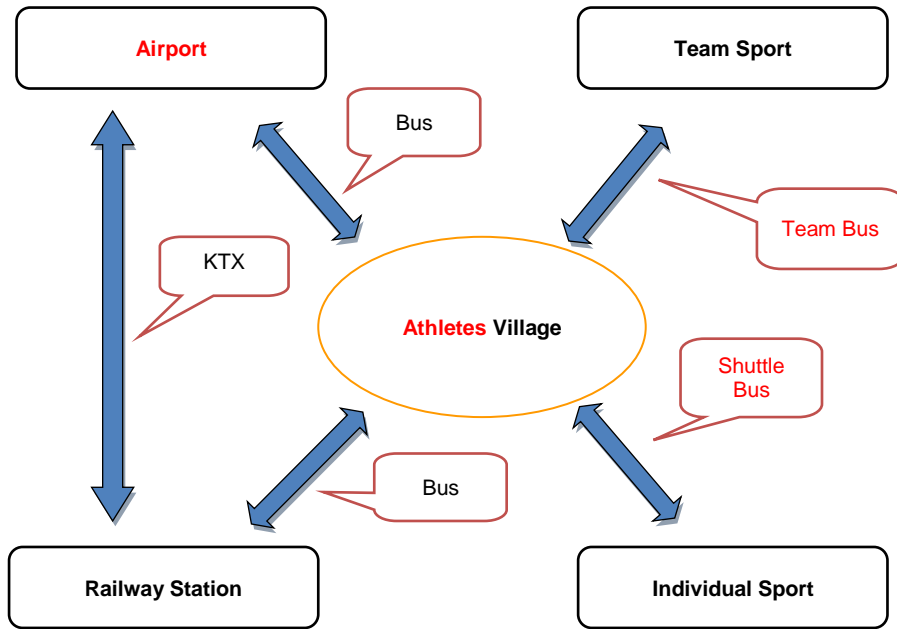 Airport
Team Sport
Bus
Team Bus
KTX
Athletes Village
Shuttle
Bus
Bus
Railway Station
Individual Sport